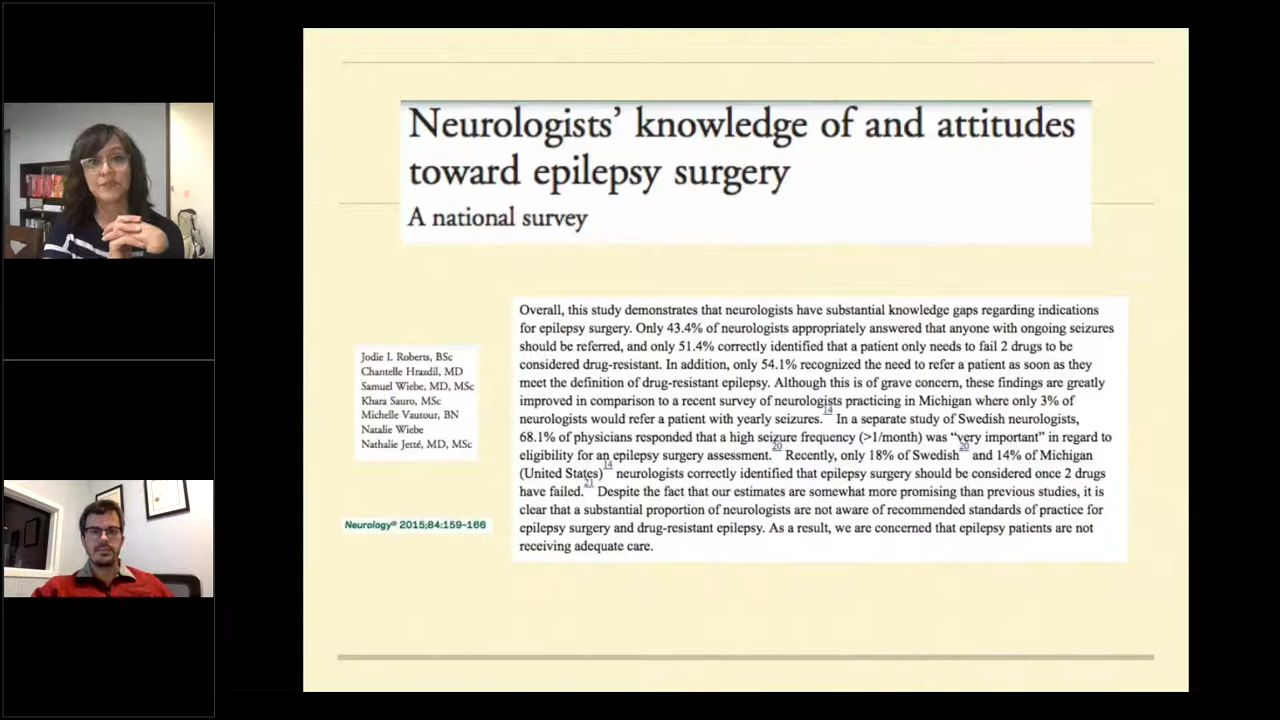 Neurologists' knowledge of and attitudes
toward epilepsy surgery
A national survey
Jodie I. Roberts, BSc
Chantelle Hrazdil, MD
Samuel Wiebe, MD, MSc
Khara Sauro, MSc
Michelle Vautour, BN
Natalie Wiebe
Nathalie Jetté, MD, MSc
Neurology® 2015;84:159-166
Overall, this study demonstrates that neurologists have substantial knowledge gaps regarding indications
for epilepsy surgery. Only 43.4% of neurologists appropriately answered that anyone with ongoing seizures
should be referred, and only 51.4% correctly identified that a patient only needs to fail 2 drugs to be
considered drug-resistant. In addition, only 54.1% recognized the need to refer a patient as soon as they
meet the definition of drug-resistant epilepsy. Although this is of grave concern, these findings are greatly
improved in comparison to a recent survey of neurologists practicing in Michigan where only 3% of
neurologists would refer a patient with yearly seizures.14 In a separate study of Swedish neurologists,
68.1% of physicians responded that a high seizure frequency (>1/month) was “very important” in regard to
eligibility for an epilepsy surgery assessment.20 Recently, only 18% of Swedish20 and 14% of Michigan
(United States)14 neurologists correctly identified that epilepsy surgery should be considered once 2 drugs
have failed.21 Despite the fact that our estimates are somewhat more promising than previous studies, it is
clear that a substantial proportion of neurologists are not aware of recommended standards of practice for
epilepsy surgery and drug-resistant epilepsy. As a result, we are concerned that epilepsy patients are not
receiving adequate care.